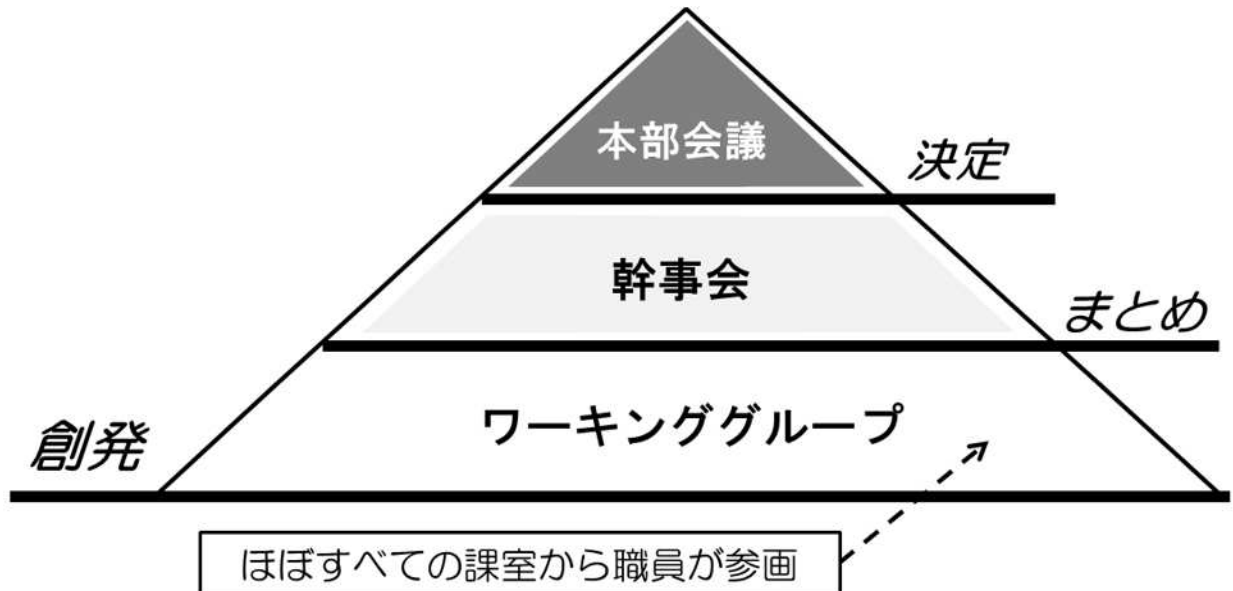 本部会議
決定
幹事会
まとめ
ワーキンググループ
創発
ほぼすべての課室から職員が参画